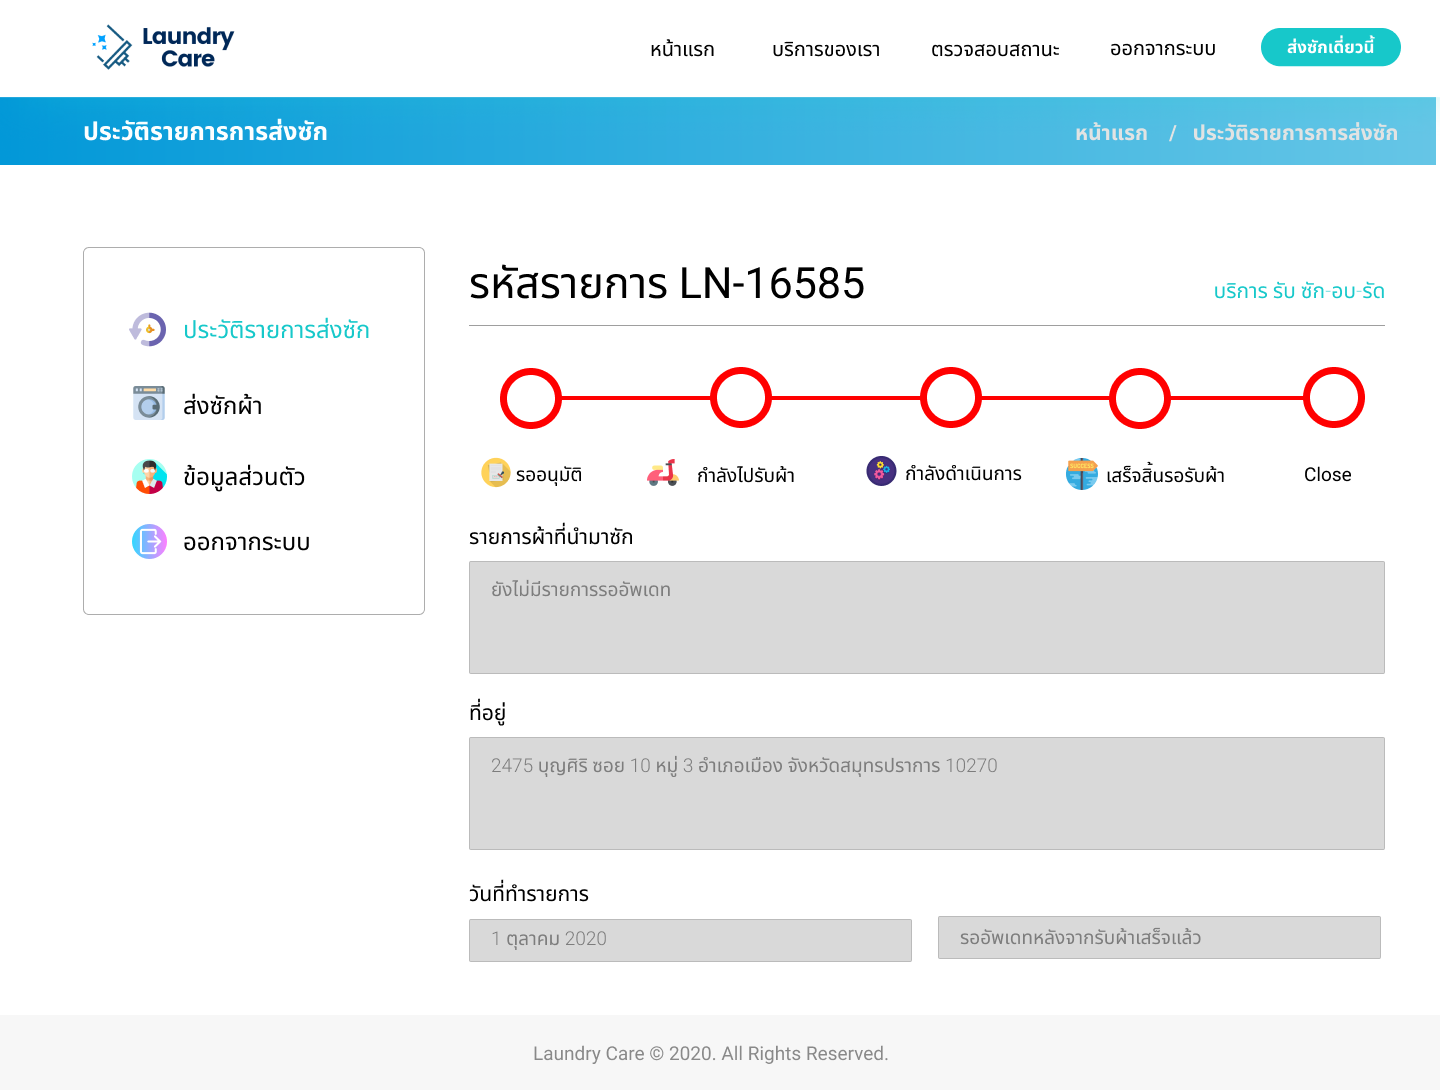 Laundry
Care
หน้าแรก
บริการของเรา
ตรวจสอบสถานะ
ออกจากระบบ
ส่งซักเดี่ยวนี้
ประวัติรายการการส่งซัก
หน้าแรก / ประวัติรายการการส่งซัก
ประวัติรายการส่งซัก
ส่งซักผ้า
ข้อมูลส่วนตัว
ออกจากระบบ
รหัสรายการ LN-16585
บริการ รับ ซัก-อบ-รัด
รออนุมัติ
กำลังไปรับผ้า
กำลังดำเนินการ
SUCCESS
เสร็จสิ้นรอรับผ้า
Close
รายการผ้าที่นำมาซัก
ยังไม่มีรายการรออัพเดท
ที่อยู่
2475 บุญศิริ ซอย 10 หมู่ 3 อำเภอเมือง จังหวัดสมุทรปราการ 10270
วันที่ทำรายการ
1 ตุลาคม 2020
รออัพเดทหลังจากรับผ้าเสร็จแล้ว
Laundry Care © 2020. All Rights Reserved.